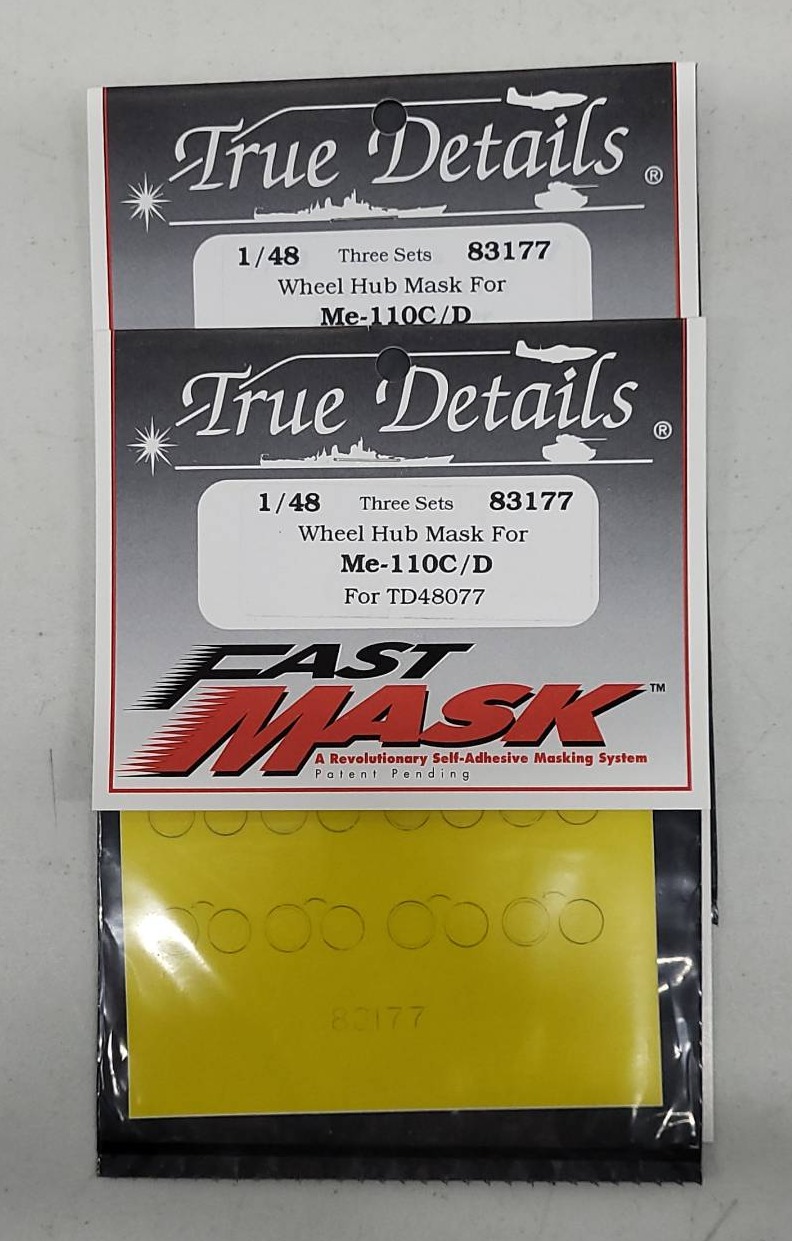 True Details ®
1/48 Three Sets 83177
Wheel Hub Mask For
Me-110C/D
True Details ®
1/48 Three Sets 83177
Wheel Hub Mask For
Me-110C/D
For TD48077
FAST
MASK ™
A Revolutionary Self-Adhesive Masking System
Patent Pending
83177